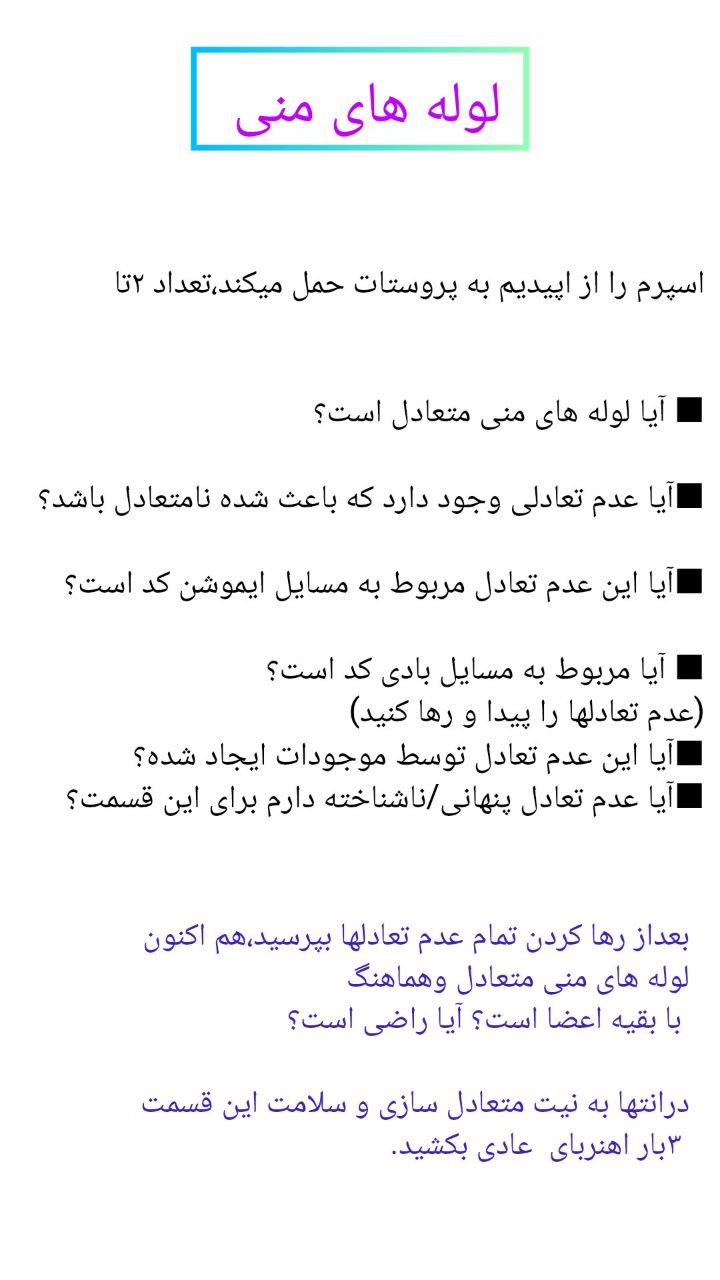 لوله های منی
اسپرم را از اپیدیم به پروستات حمل میکند،تعداد ۲تا
■ آیا لوله های منی متعادل است؟
■آیا عدم تعادلی وجود دارد که باعث شده نامتعادل باشد؟
■آیا این عدم تعادل مربوط به مسایل ایموشن کد است؟
■ آیا مربوط به مسایل بادی کد است؟
(عدم تعادلها را پیدا و رها کنید)
■آیا این عدم تعادل توسط موجودات ایجاد شده؟
■آیا عدم تعادل پنهانی/ناشناخته دارم برای این قسمت؟
بعداز رها کردن تمام عدم تعادلها بپرسید،هم اکنون
لوله های منی متعادل وهماهنگ
با بقیه اعضا است؟ آیا راضی است؟
درانتها به نیت متعادل سازی و سلامت این قسمت
۳بار اهنربای عادی بکشید.